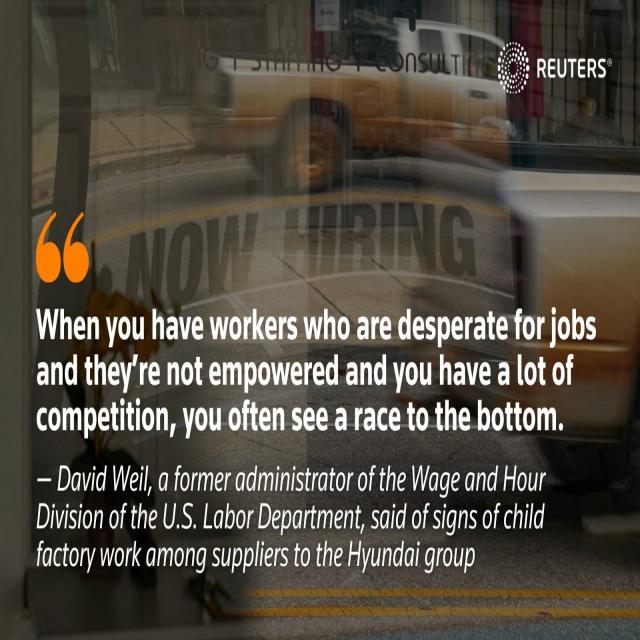 STAFFING + CONSULTING
REUTERS®
NOW HIRING
“
When you have workers who are desperate for jobs
and they’re not empowered and you have a lot of
competition, you often see a race to the bottom.
– David Weil, a former administrator of the Wage and Hour
Division of the U.S. Labor Department, said of signs of child
factory work among suppliers to the Hyundai group